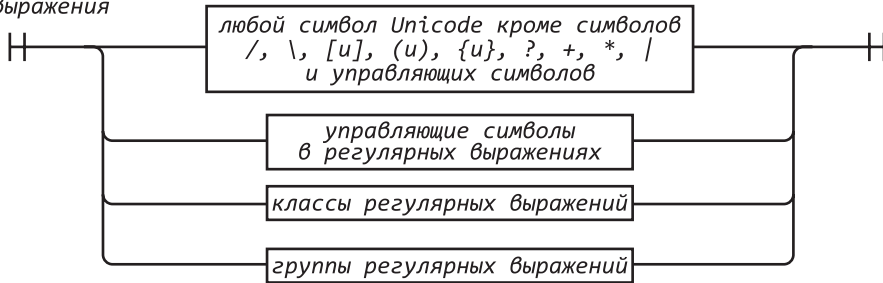 выражения
любой символ Unicode кроме символов
/, \, [и], (и), {и}, ?, +, *, |
и управляющих символов
управляющие символы
в регулярных выражениях
классы регулярных выражений
группы регулярных выражений